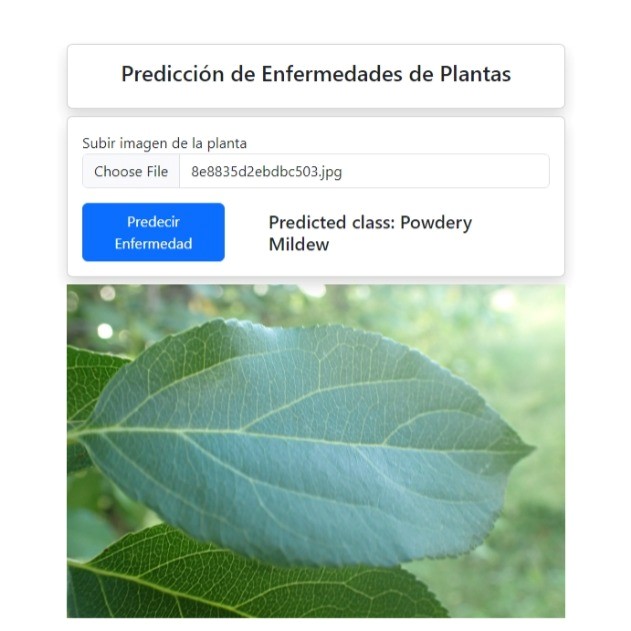 Predicción de Enfermedades de Plantas
Subir imagen de la planta
Choose File 8e8835d2ebdbc503.jpg
Predecir
Enfermedad
Predicted class: Powdery
Mildew